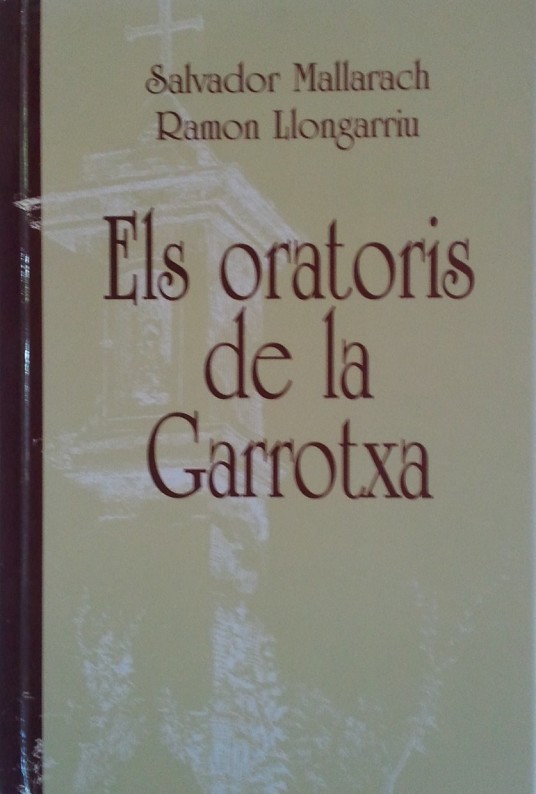 Salvador Mallarach
Ramon Llongarriu
Els oratoris
de la
Garrotxa